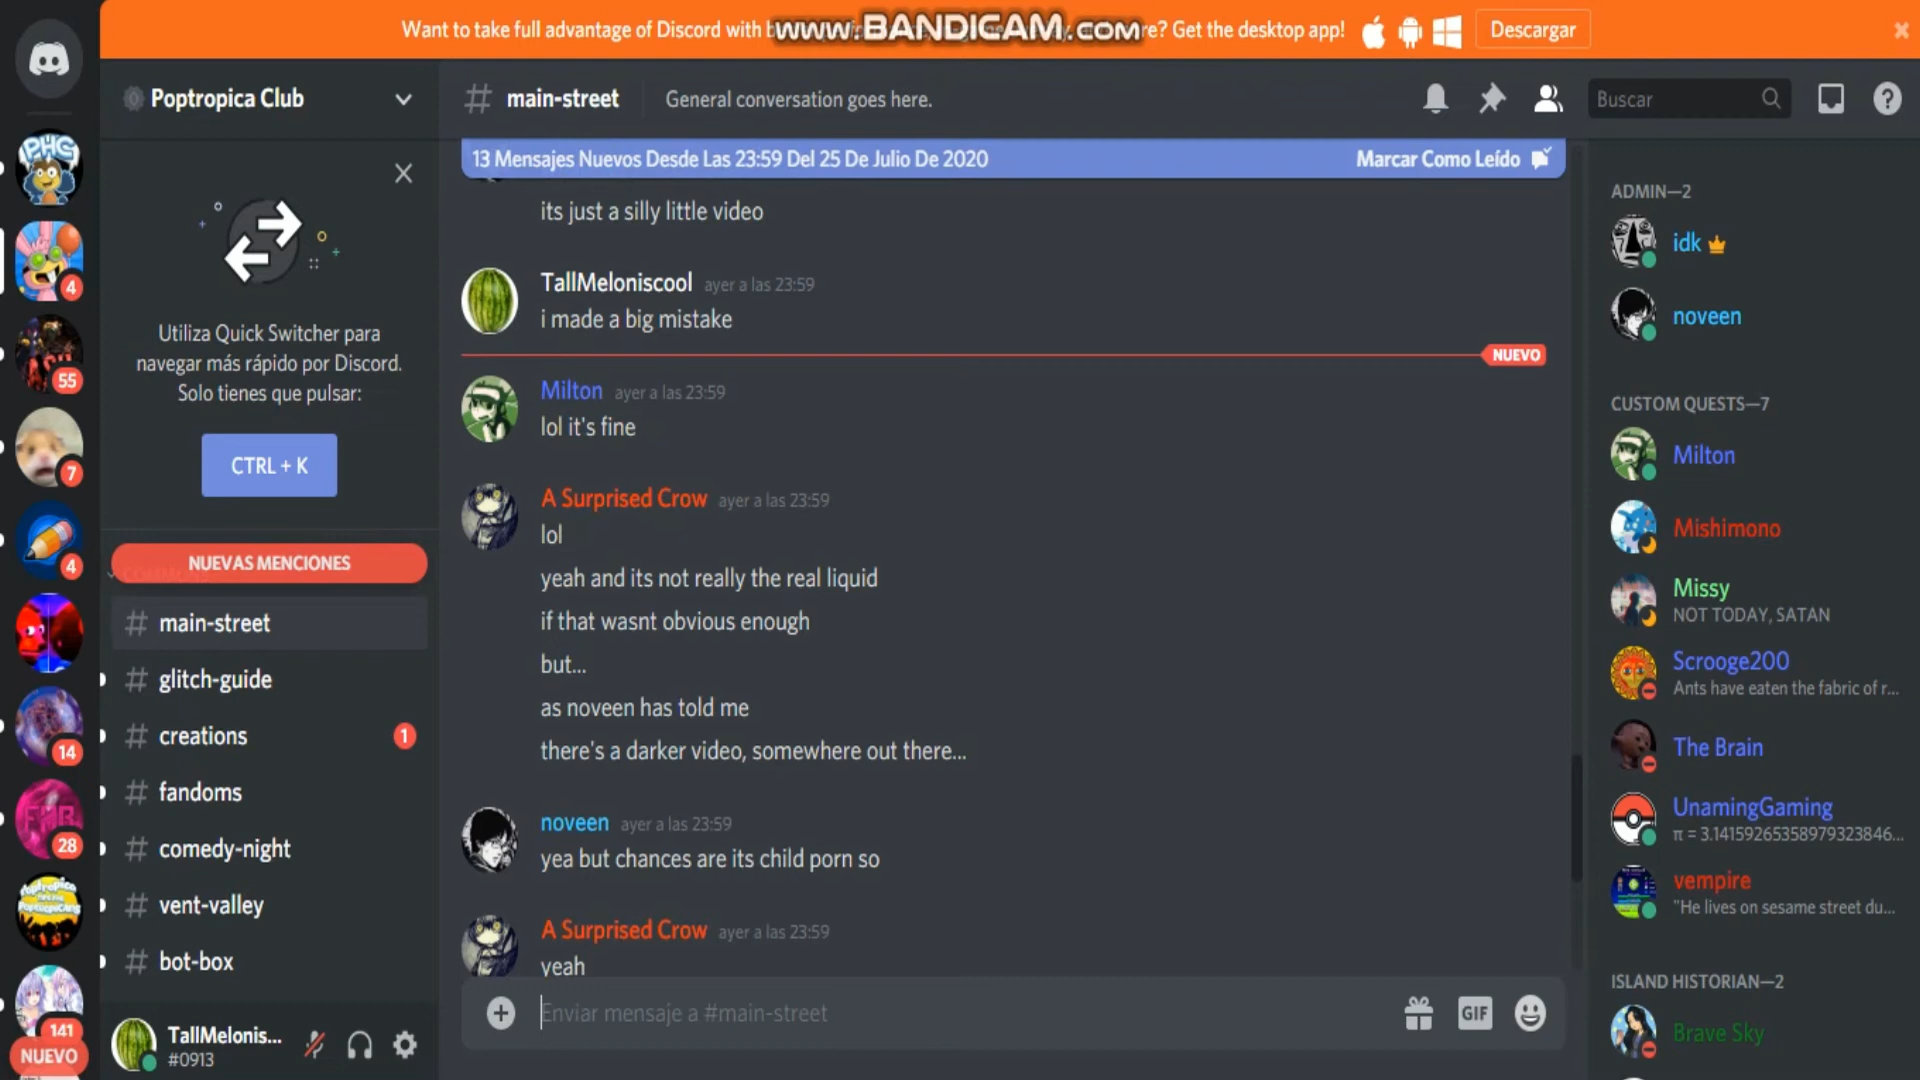 Want to take full advantage of Discord with b
www.BANDICAM.com
re? Get the desktop app!
Descargar
Poptropica Club
main-street
General conversation goes here.
Buscar
13 Mensajes Nuevos Desde Las 23:59 Del 25 De Julio De 2020
Marcar Como Leído
Utiliza Quick Switcher para
navegar más rápido por Discord.
Solo tienes que pulsar:
CTRL + K
NUEVAS MENCIONES
# main-street
# glitch-guide
# creations
1
# fandoms
# comedy-night
# vent-valley
# bot-box
TallMelonis...
#0913
PHG
4
55
7
4
14
FHR
28
141
NUEVO
its just a silly little video
TallMeloniscool ayer a las 23:59
i made a big mistake
NUEVO
Milton ayer a las 23:59
lol it's fine
A Surprised Crow ayer a las 23:59
lol
yeah and its not really the real liquid
if that wasnt obvious enough
but...
as noveen has told me
there's a darker video, somewhere out there...
noveen ayer a las 23:59
yea but chances are its child porn so
A Surprised Crow ayer a las 23:59
yeah
Enviar mensaje a #main-street
GIF
ADMIN—2
idk
noveen
CUSTOM QUESTS—7
Milton
Mishimono
Missy
NOT TODAY, SATAN
Scrooge200
Ants have eaten the fabric of r...
The Brain
UnamingGaming
π = 3.14159265358979323846...
vempire
"He lives on sesame street du...
ISLAND HISTORIAN—2
Brave Sky